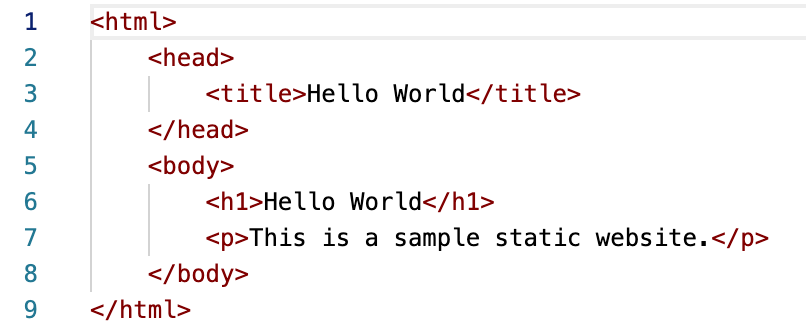 1 <html>
2 <head>
3 <title>Hello World</title>
4 </head>
5 <body>
6 <h1>Hello World</h1>
7 <p>This is a sample static website.</p>
8 </body>
9 </html>